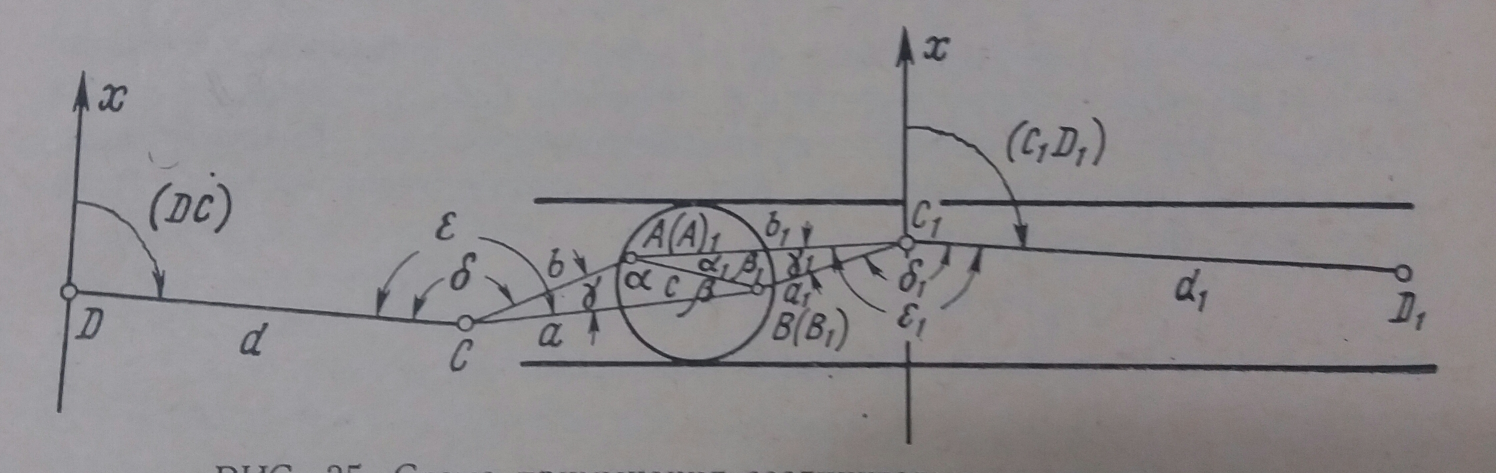 x
x
(DC)
(C₁D₁)
ε
δ
b
γ
a
A(A)₁
b₁
C₁
α
c
β
α₁
β₁
γ₁
a₁
δ₁
ε₁
B(B₁)
D
d
C
d₁
D₁